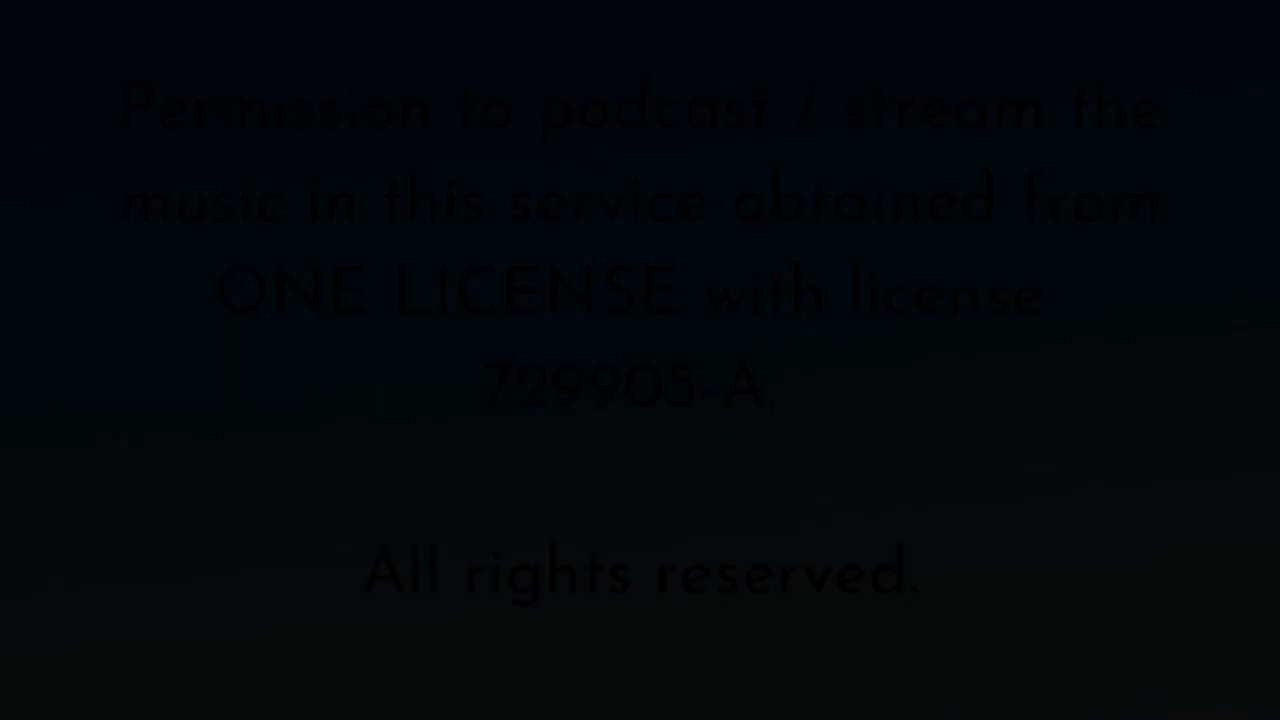 Permission to podcast / stream the
music in this service obtained from
ONE LICENSE with license
729905-A.
All rights reserved.